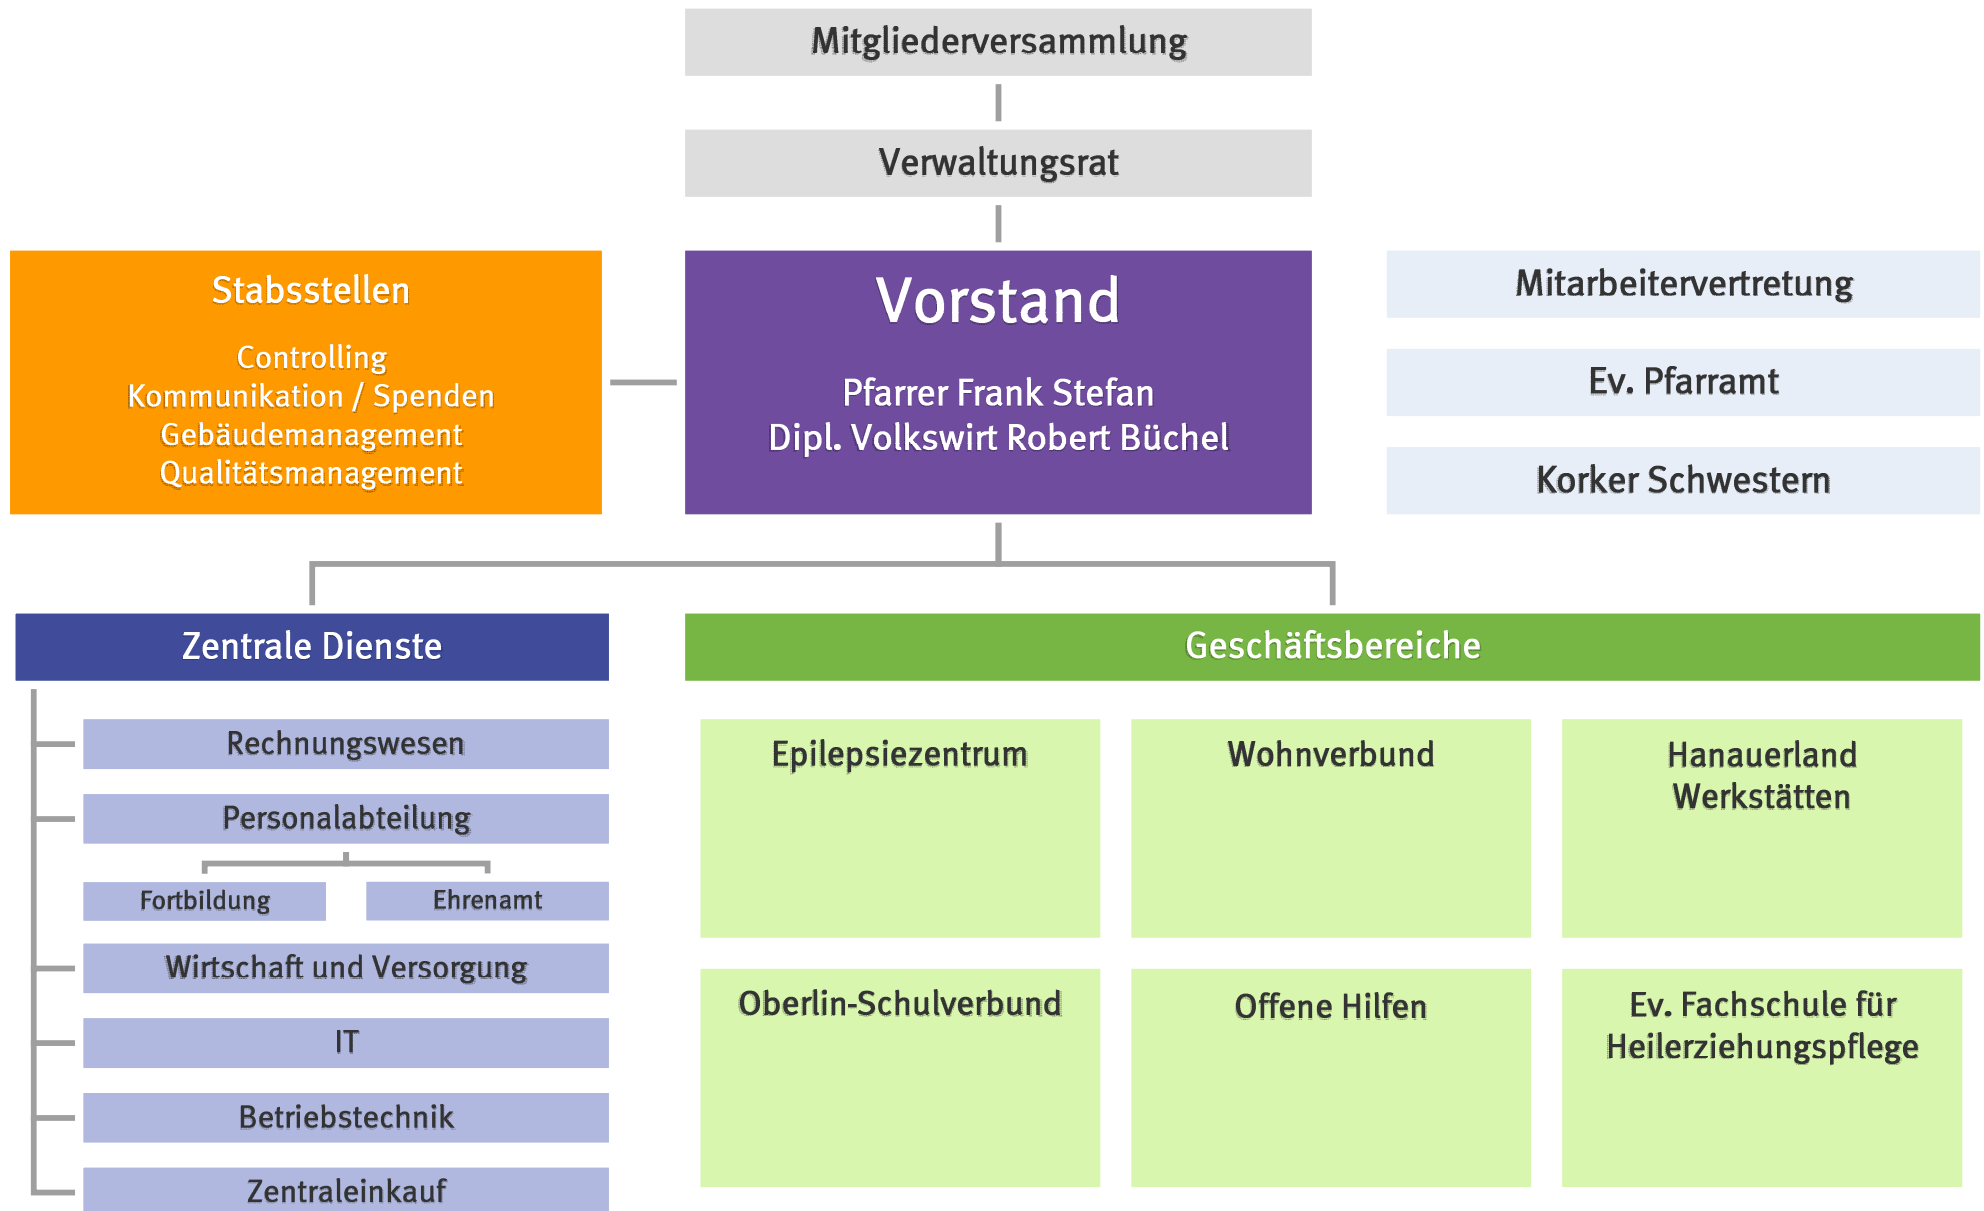 Mitgliederversammlung
Verwaltungsrat
Stabsstellen
Controlling
Kommunikation / Spenden
Gebäudemanagement
Qualitätsmanagement
Vorstand
Pfarrer Frank Stefan
Dipl. Volkswirt Robert Büchel
Mitarbeitervertretung
Ev. Pfarramt
Korker Schwestern
Zentrale Dienste
Rechnungswesen
Personalabteilung
Fortbildung
Ehrenamt
Wirtschaft und Versorgung
IT
Betriebstechnik
Zentraleinkauf
Geschäftsbereiche
Epilepsiezentrum
Wohnverbund
Hanauerland
Werkstätten
Oberlin-Schulverbund
Offene Hilfen
Ev. Fachschule für
Heilerziehungspflege